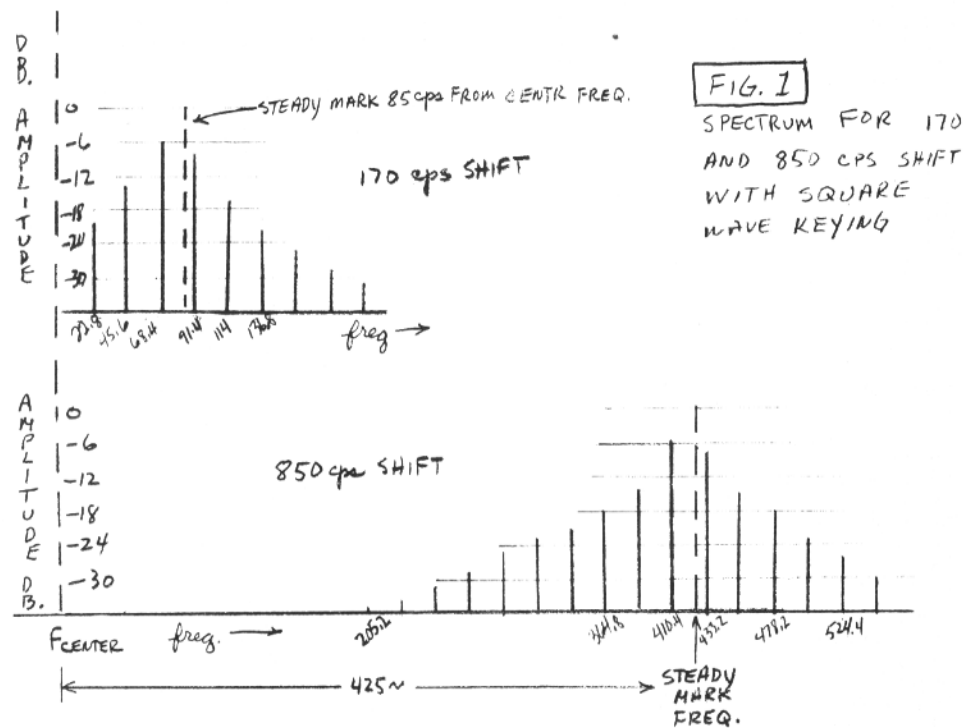 DB. AMPLITUDE
0
-6
-12
-18
-24
-30
STEADY MARK 85cps FROM CENTR FREQ.
170 cps SHIFT
22.8
45.6
68.4
91.4
114
136.8
freq
FIG. 1
SPECTRUM FOR 170
AND 850 CPS SHIFT
WITH SQUARE
WAVE KEYING
AMPLITUDE DB.
0
-6
-12
-18
-24
-30
850 cps SHIFT
FCENTER
freq.
205.2
364.8
410.4
433.2
478.2
524.4
425~
STEADY
MARK
FREQ.